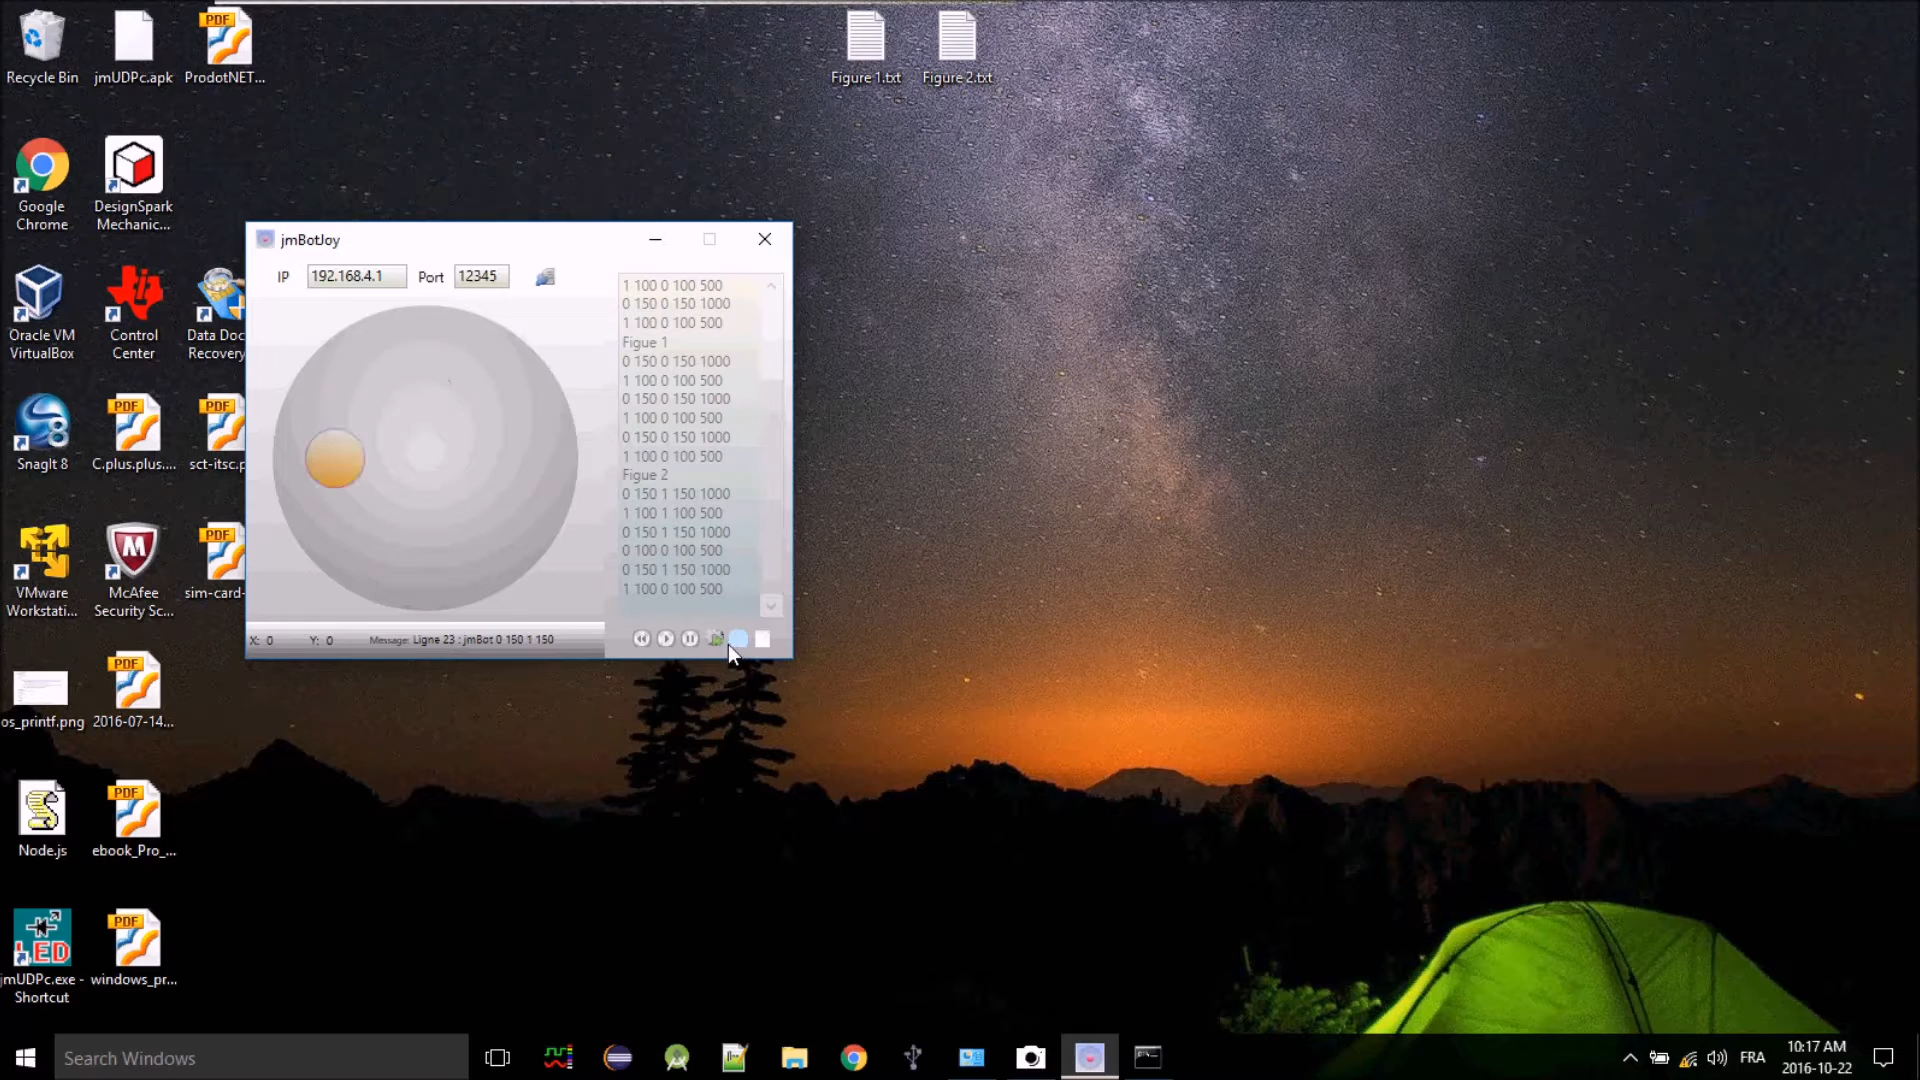 Recycle Bin
jmUDPc.apk
ProdotNET...
Figure 1.txt
Figure 2.txt
Google
Chrome
DesignSpark
Mechanic...
Oracle VM
VirtualBox
Control
Center
Data Doc
Recovery
SnagIt 8
C.plus.plus....
sct-itsc.p
VMware
Workstati...
McAfee
Security Sc...
sim-card-
os_printf.png
2016-07-14...
Node.js
ebook_Pro_...
LED
jmUDPc.exe -
Shortcut
windows_pr...
PDF
PDF
PDF
PDF
PDF
PDF
PDF
jmBotJoy
IP
192.168.4.1
Port
12345
1 100 0 100 500
0 150 0 150 1000
1 100 0 100 500
Figue 1
0 150 0 150 1000
1 100 0 100 500
0 150 0 150 1000
1 100 0 100 500
0 150 0 150 1000
1 100 0 100 500
Figue 2
0 150 1 150 1000
1 100 1 100 500
0 150 1 150 1000
0 100 0 100 500
0 150 1 150 1000
1 100 0 100 500
X: 0
Y: 0
Message: Ligne 23 : jmBot 0 150 1 150
Search Windows
FRA
10:17 AM
2016-10-22